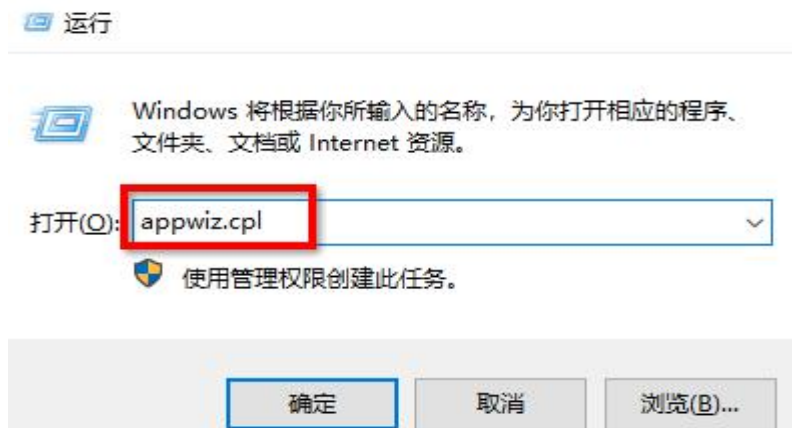 运行
Windows 将根据你所输入的名称，为你打开相应的程序、
文件夹、文档或 Internet 资源。
打开(O): appwiz.cpl
使用管理权限创建此任务。
确定 取消 浏览(B)...